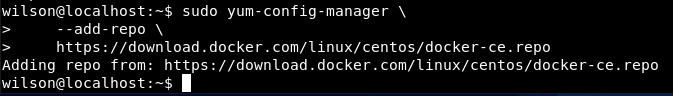 wilson@localhost:~$ sudo yum-config-manager \
>     --add-repo \
>     https://download.docker.com/linux/centos/docker-ce.repo
Adding repo from: https://download.docker.com/linux/centos/docker-ce.repo
wilson@localhost:~$